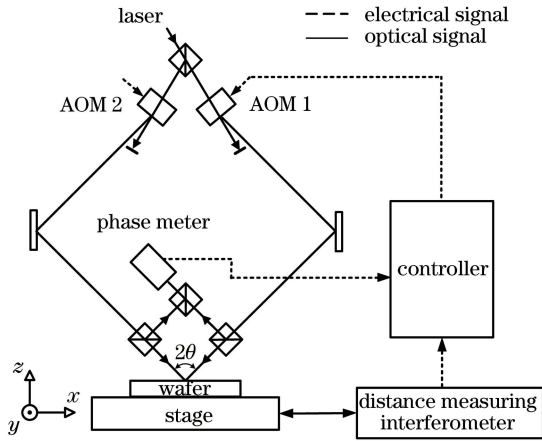 laser
electrical signal
optical signal
AOM 2
AOM 1
phase meter
controller
2θ
z
x
y
wafer
stage
distance measuring
interferometer